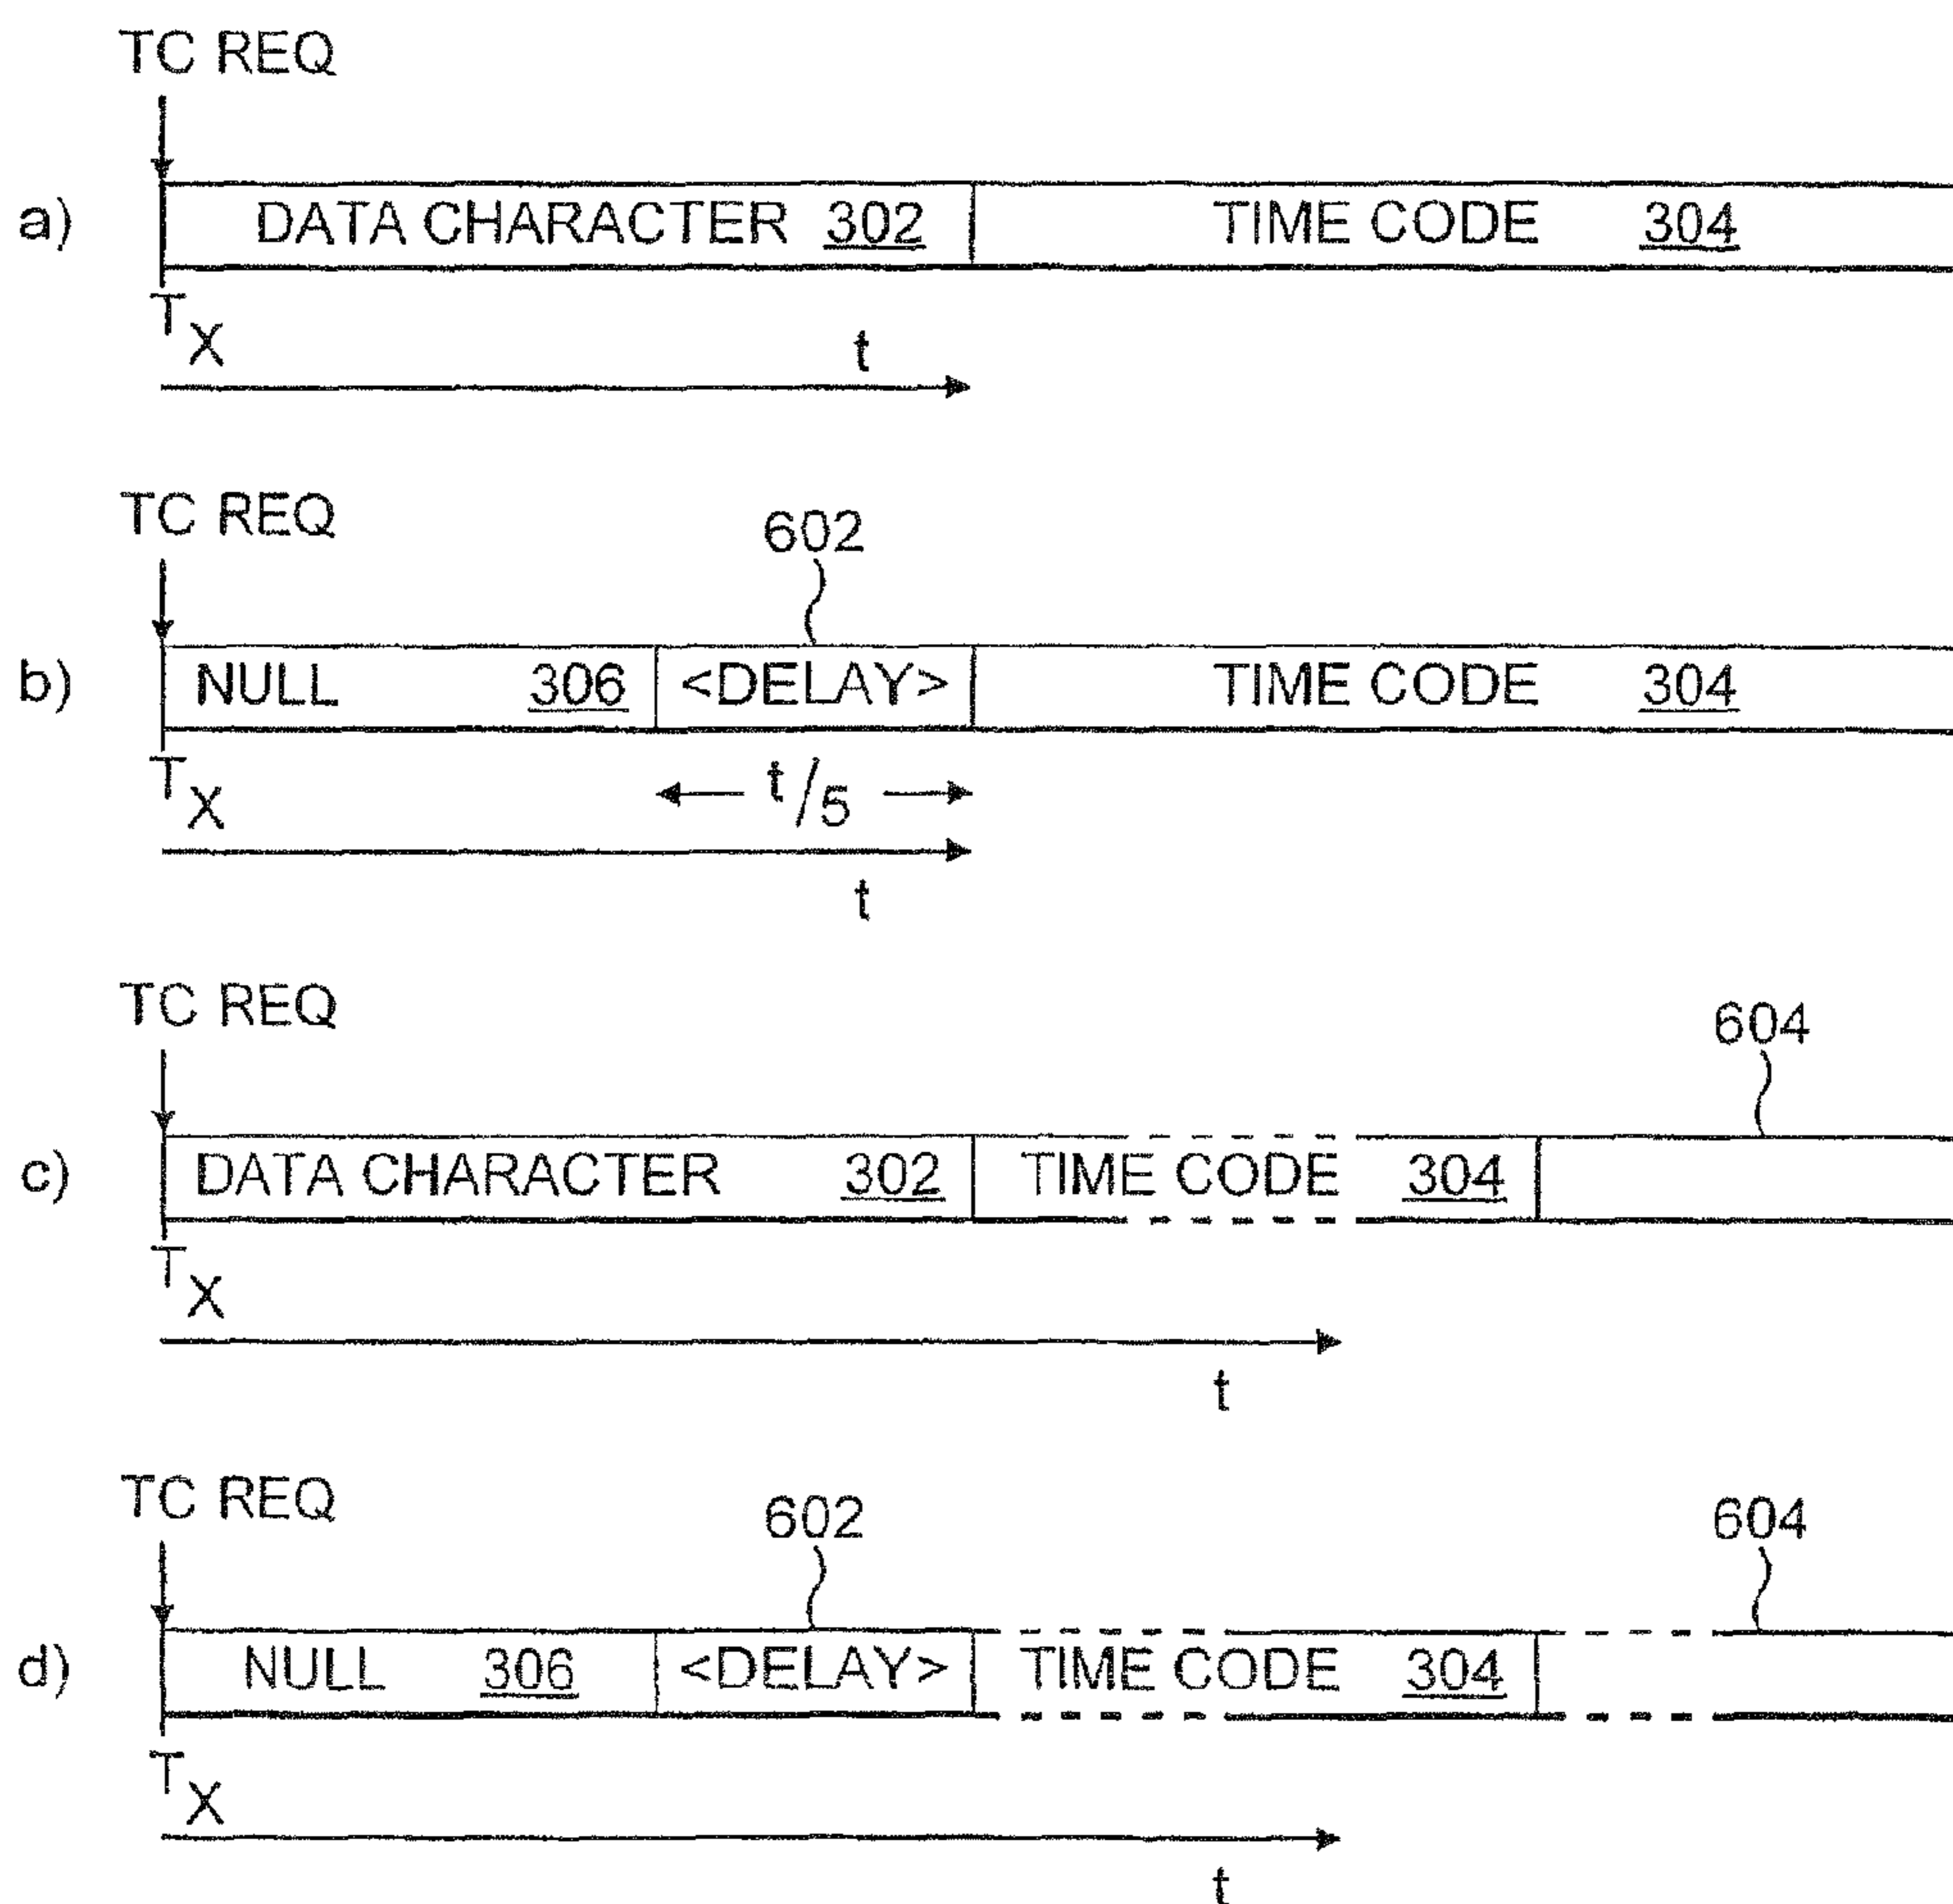 TC REQ
a) DATA CHARACTER 302 TIME CODE 304
TX
t
TC REQ
602
b) NULL 306 <DELAY> TIME CODE 304
TX
t/5
t
TC REQ
604
c) DATA CHARACTER 302 TIME CODE 304
TX
t
TC REQ
602 604
d) NULL 306 <DELAY> TIME CODE 304
TX
t